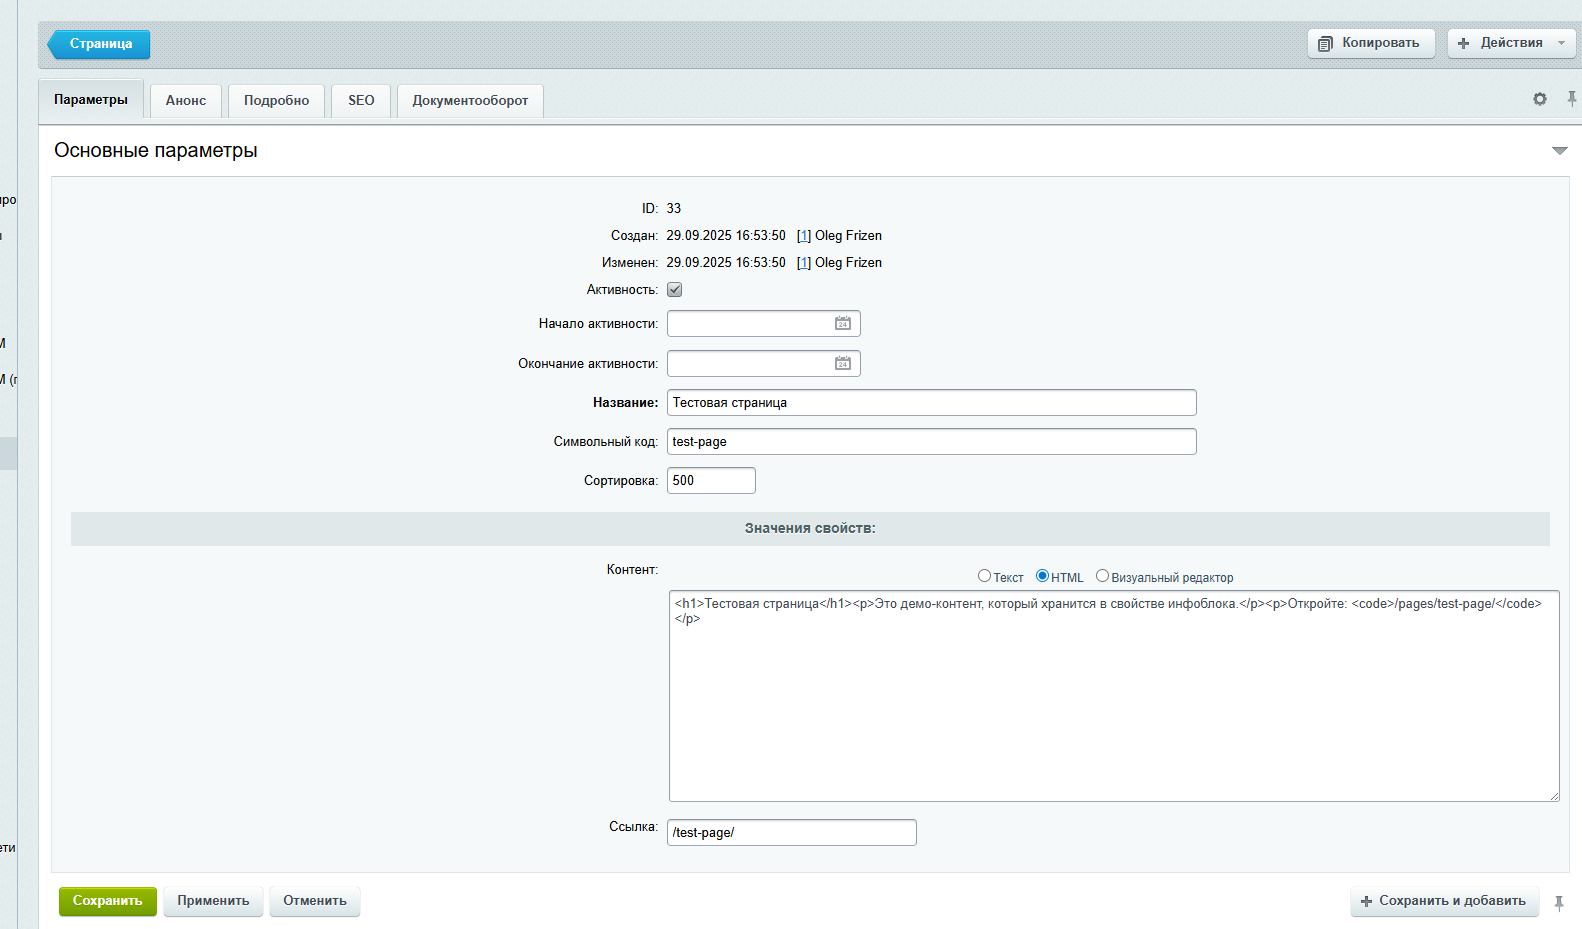 Страница
Копировать
Действия
Параметры
Анонс
Подробно
SEO
Документооборот
Основные параметры
ID: 33
Создан: 29.09.2025 16:53:50 [1] Oleg Frizen
Изменен: 29.09.2025 16:53:50 [1] Oleg Frizen
Активность:
Начало активности:
Окончание активности:
Название: Тестовая страница
Символьный код: test-page
Сортировка: 500
Значения свойств:
Контент:
Текст HTML Визуальный редактор
<h1>Тестовая страница</h1><p>Это демо-контент, который хранится в свойстве инфоблока.</p><p>Откройте: <code>/pages/test-page/</code>
</p>
Ссылка: /test-page/
Сохранить
Применить
Отменить
Сохранить и добавить